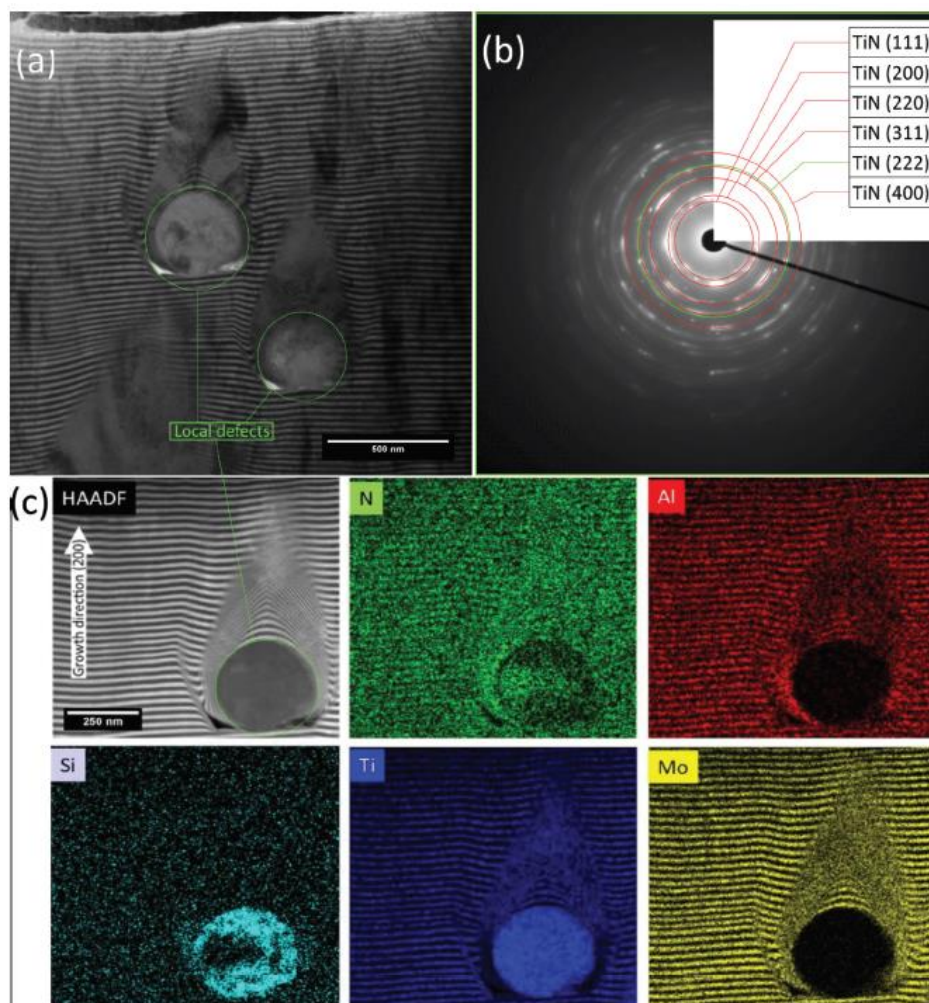 (a)
Local defects
500 nm
(b)
TiN (111)
TiN (200)
TiN (220)
TiN (311)
TiN (222)
TiN (400)
(c)
HAADF
Growth direction (200)
250 nm
N
Al
Si
Ti
Mo